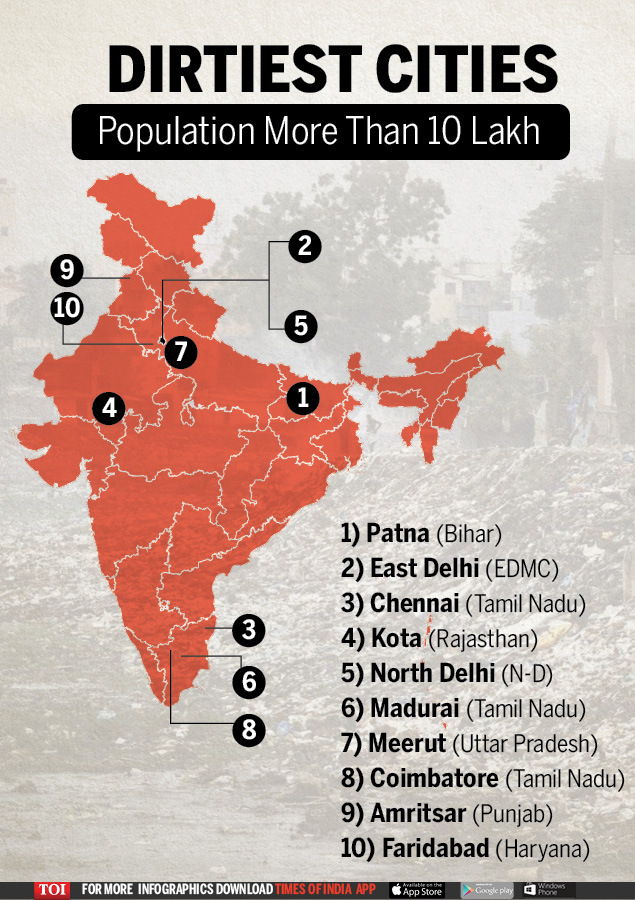 DIRTIEST CITIES
Population More Than 10 Lakh
2
9
10
5
7
1
4
3
6
8
1) Patna (Bihar)
2) East Delhi (EDMC)
3) Chennai (Tamil Nadu)
4) Kota (Rajasthan)
5) North Delhi (N-D)
6) Madurai (Tamil Nadu)
7) Meerut (Uttar Pradesh)
8) Coimbatore (Tamil Nadu)
9) Amritsar (Punjab)
10) Faridabad (Haryana)
TOI FOR MORE INFOGRAPHICS DOWNLOAD TIMES OF INDIA APP
Available on the
App Store
Google play
Windows
Phone